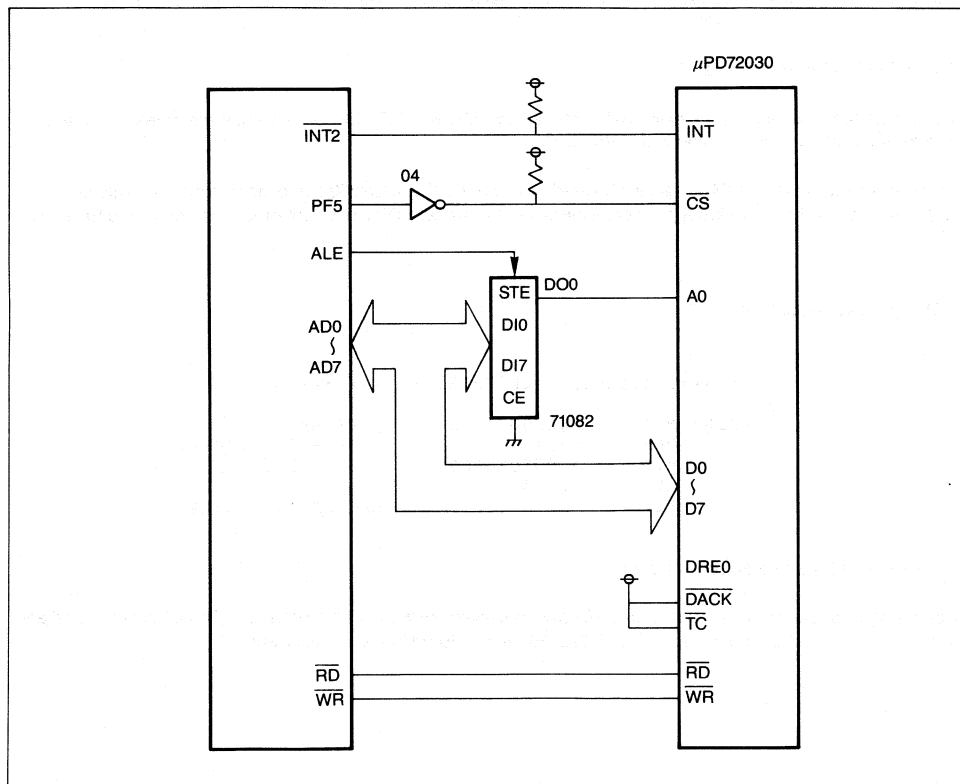 μPD72030
INT2
INT
04
PF5
CS
ALE
STE
DO0
A0
AD0
AD7
DI0
DI7
CE
71082
D0
D7
DRE0
DACK
TC
RD
RD
WR
WR